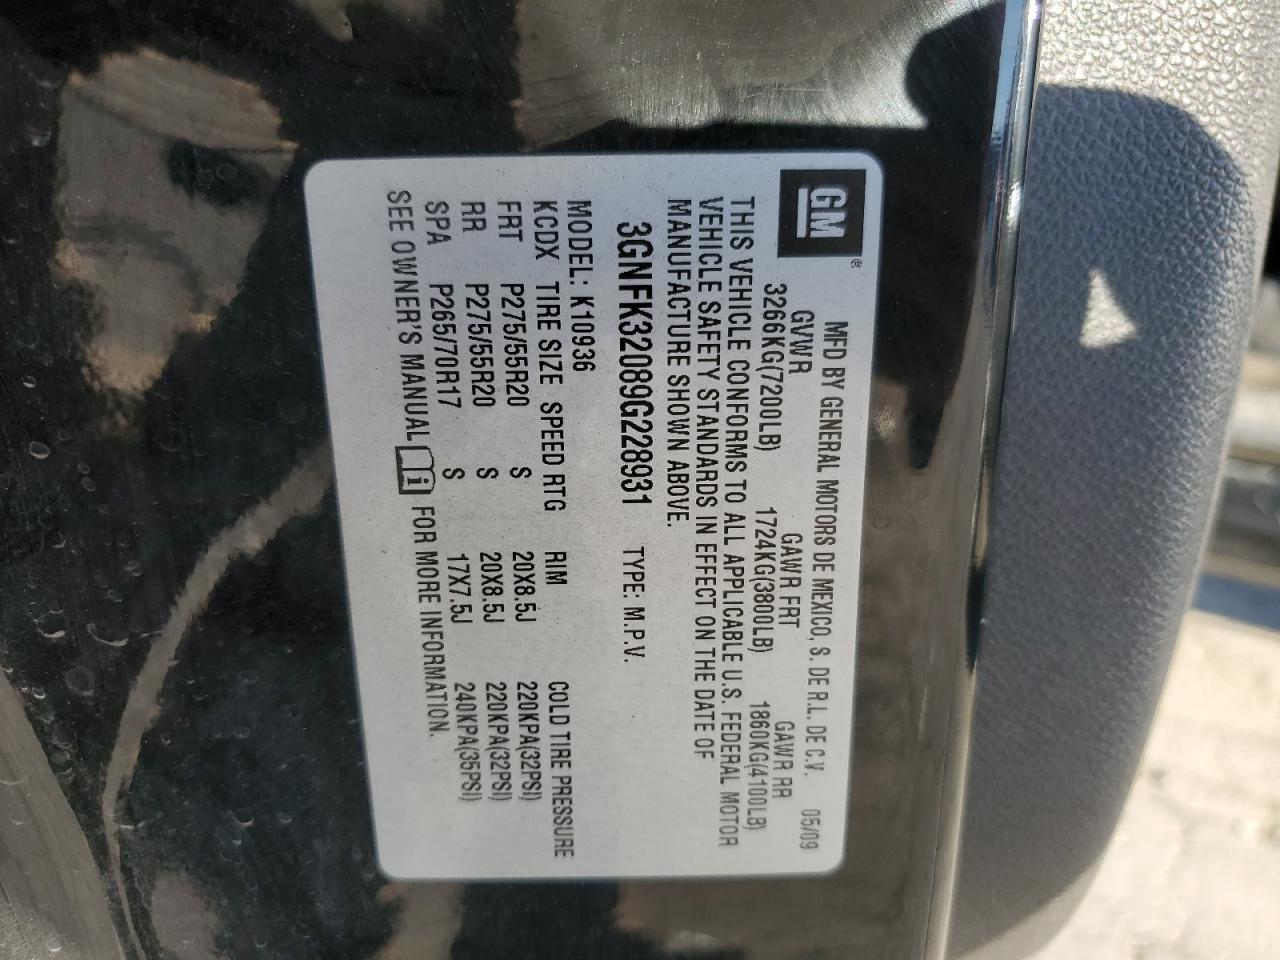 GM®
MFD BY GENERAL MOTORS DE MEXICO, S. DE R.L. DE C.V. 05/09
GVWR GAWR FRT GAWR RR
3266KG(7200LB) 1724KG(3800LB) 1860KG(4100LB)
THIS VEHICLE CONFORMS TO ALL APPLICABLE U.S. FEDERAL MOTOR
VEHICLE SAFETY STANDARDS IN EFFECT ON THE DATE OF
MANUFACTURE SHOWN ABOVE.
3GNFK32089G228931 TYPE: M.P.V.
MODEL: K10936
KCDX TIRE SIZE SPEED RTG RIM COLD TIRE PRESSURE
FRT P275/55R20 S 20X8.5J 220KPA(32PSI)
RR P275/55R20 S 20X8.5J 220KPA(32PSI)
SPA P265/70R17 S 17X7.5J 240KPA(35PSI)
SEE OWNER'S MANUAL i FOR MORE INFORMATION.